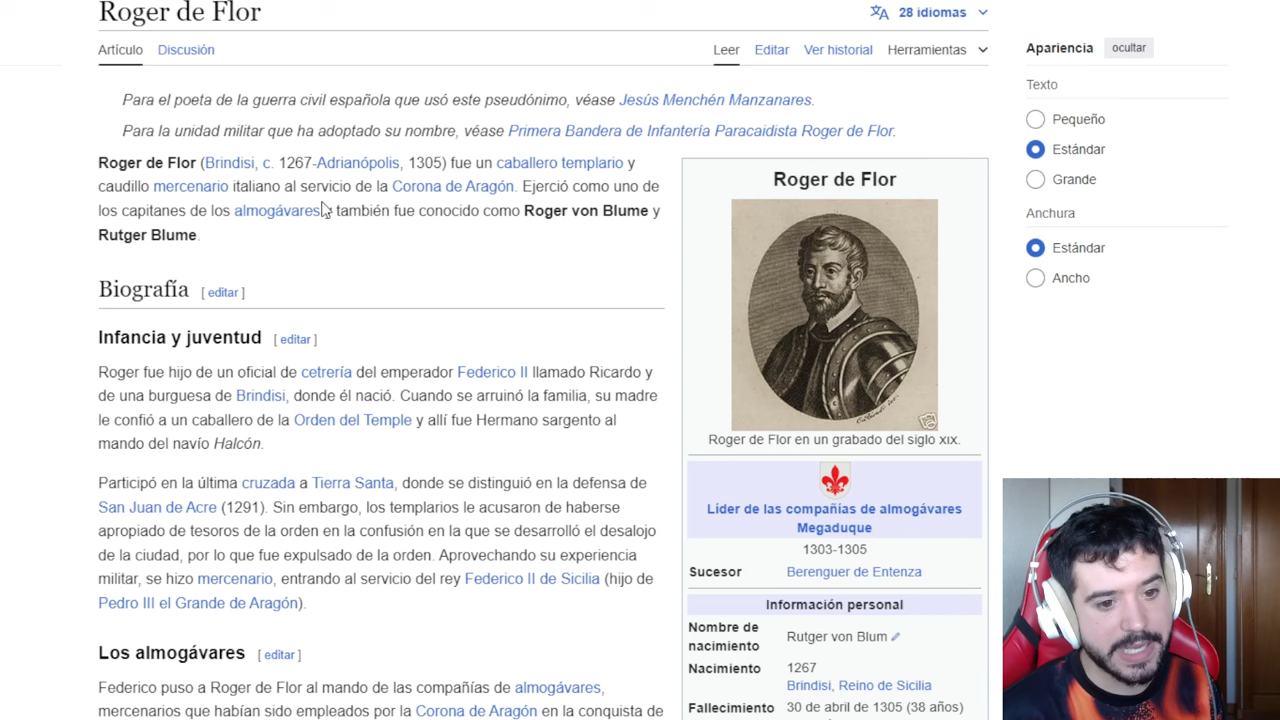 Roger de Flor
28 idiomas
Artículo Discusión Leer Editar Ver historial Herramientas
Para el poeta de la guerra civil española que usó este pseudónimo, véase Jesús Menchén Manzanares.
Para la unidad militar que ha adoptado su nombre, véase Primera Bandera de Infantería Paracaidista Roger de Flor.
Roger de Flor (Brindisi, c. 1267-Adrianópolis, 1305) fue un caballero templario y
caudillo mercenario italiano al servicio de la Corona de Aragón. Ejerció como uno de
los capitanes de los almogávares también fue conocido como Roger von Blume y
Rutger Blume.
Biografía [ editar ]
Infancia y juventud [ editar ]
Roger fue hijo de un oficial de cetrería del emperador Federico II llamado Ricardo y
de una burguesa de Brindisi, donde él nació. Cuando se arruinó la familia, su madre
le confió a un caballero de la Orden del Temple y allí fue Hermano sargento al
mando del navío Halcón.
Participó en la última cruzada a Tierra Santa, donde se distinguió en la defensa de
San Juan de Acre (1291). Sin embargo, los templarios le acusaron de haberse
apropiado de tesoros de la orden en la confusión en la que se desarrolló el desalojo
de la ciudad, por lo que fue expulsado de la orden. Aprovechando su experiencia
militar, se hizo mercenario, entrando al servicio del rey Federico II de Sicilia (hijo de
Pedro III el Grande de Aragón).
Los almogávares [ editar ]
Federico puso a Roger de Flor al mando de las compañías de almogávares,
mercenarios que habían sido empleados por la Corona de Aragón en la conquista de
Roger de Flor
Roger de Flor en un grabado del siglo XIX.
Líder de las compañías de almogávares
Megaduque
1303-1305
Sucesor Berenguer de Entenza
Información personal
Nombre de
nacimiento
Rutger von Blum
Nacimiento 1267
Brindisi, Reino de Sicilia
Fallecimiento 30 de abril de 1305 (38 años)
Apariencia ocultar
Texto
Pequeño
Estándar
Grande
Anchura
Estándar
Ancho